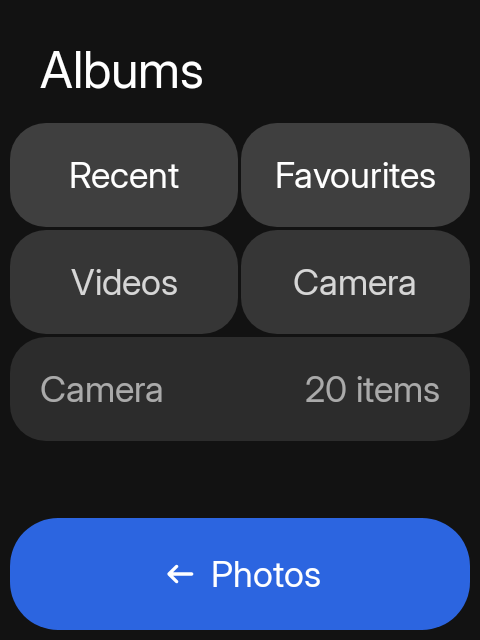 Albums
Recent
Favourites
Videos
Camera
Camera 20 items
← Photos